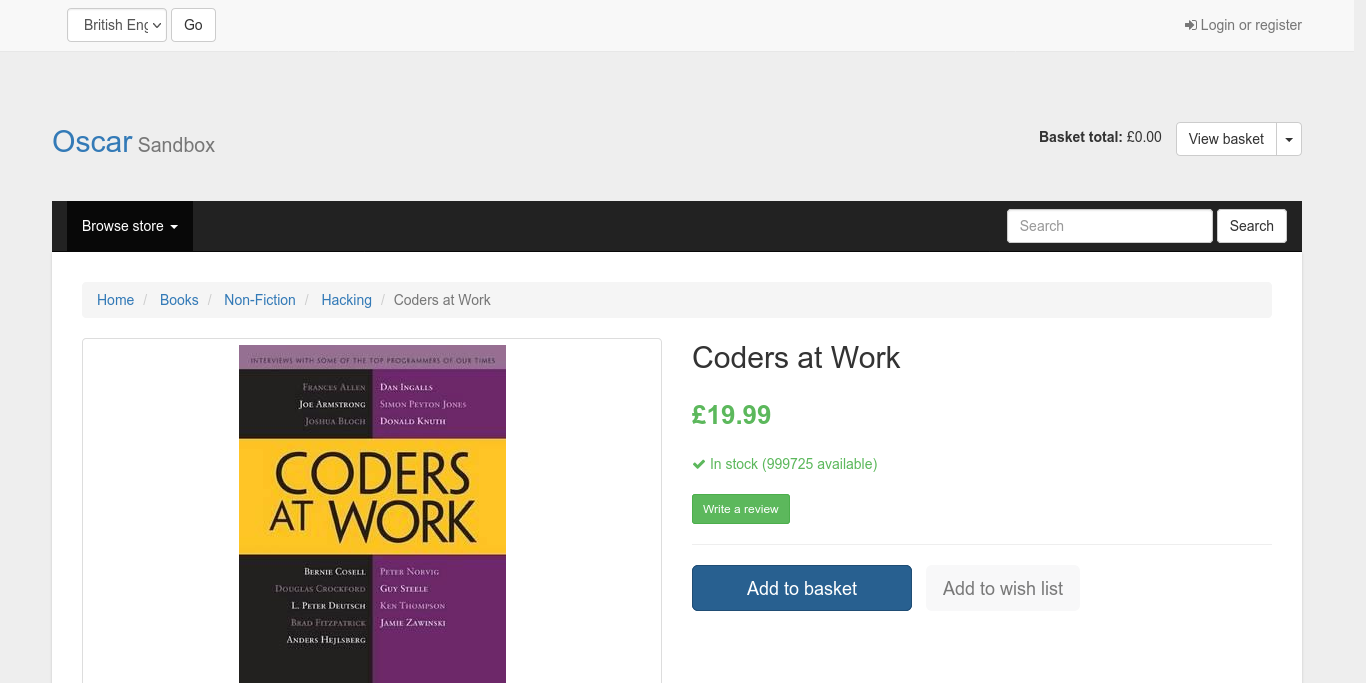 British Eng
Go
Login or register
Oscar Sandbox
Basket total: £0.00
View basket
Browse store
Search
Search
Home / Books / Non-Fiction / Hacking / Coders at Work
INTERVIEWS WITH SOME OF THE TOP PROGRAMMERS OF OUR TIMES
FRANCES ALLEN
JOE ARMSTRONG
JOSHUA BLOCH
DAN INGALLS
SIMON PEYTON JONES
DONALD KNUTH
CODERS
AT WORK
BERNIE COSELL
DOUGLAS CROCKFORD
L. PETER DEUTSCH
BRAD FITZPATRICK
ANDERS HEJLSBERG
PETER NORVIG
GUY STEELE
KEN THOMPSON
JAMIE ZAWINSKI
Coders at Work
£19.99
In stock (999725 available)
Write a review
Add to basket
Add to wish list